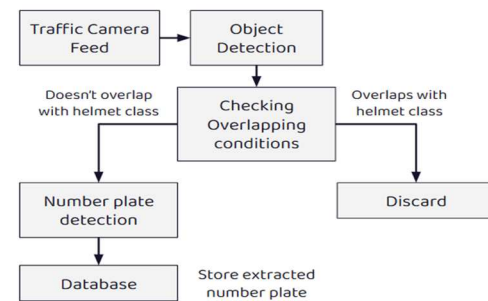 Traffic Camera
Feed
Object
Detection
Doesn't overlap
with helmet class
Checking
Overlapping
conditions
Overlaps with
helmet class
Number plate
detection
Discard
Database
Store extracted
number plate